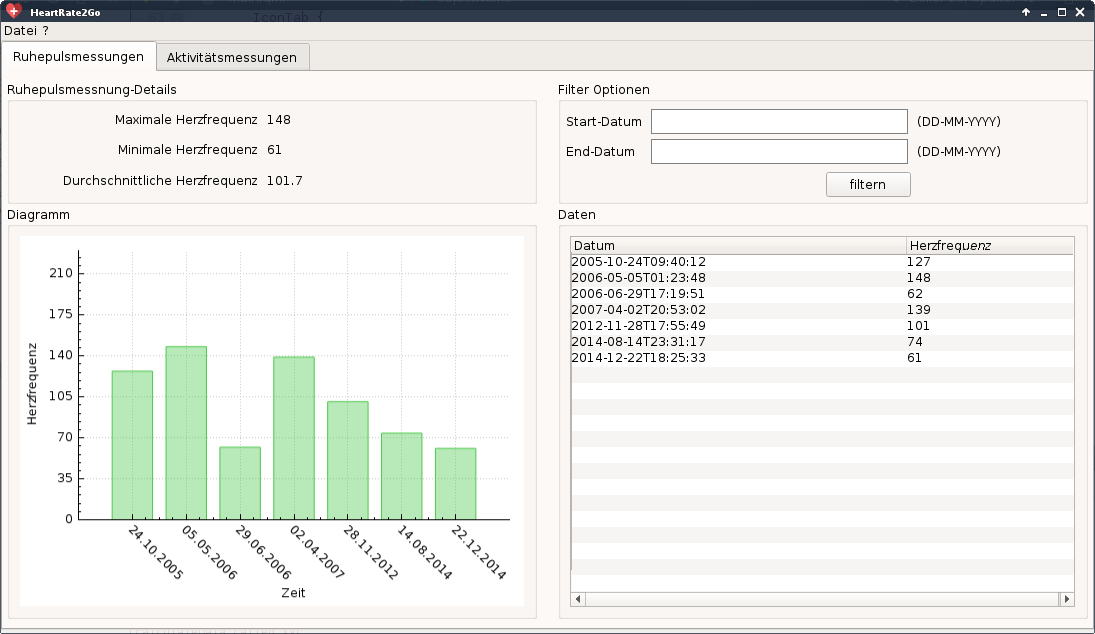 HeartRate2Go
Datei ?
Ruhepulsmessungen Aktivitätsmessungen
Ruhepulsmessnung-Details
Maximale Herzfrequenz 148
Minimale Herzfrequenz 61
Durchschnittliche Herzfrequenz 101.7
Filter Optionen
Start-Datum (DD-MM-YYYY)
End-Datum (DD-MM-YYYY)
filtern
Diagramm
Herzfrequenz
210
175
140
105
70
35
0
24.10.2005 05.05.2006 29.06.2006 02.04.2007 28.11.2012 14.08.2014 22.12.2014
Zeit
Daten
Datum Herzfrequenz
2005-10-24T09:40:12 127
2006-05-05T01:23:48 148
2006-06-29T17:19:51 62
2007-04-02T20:53:02 139
2012-11-28T17:55:49 101
2014-08-14T23:31:17 74
2014-12-22T18:25:33 61